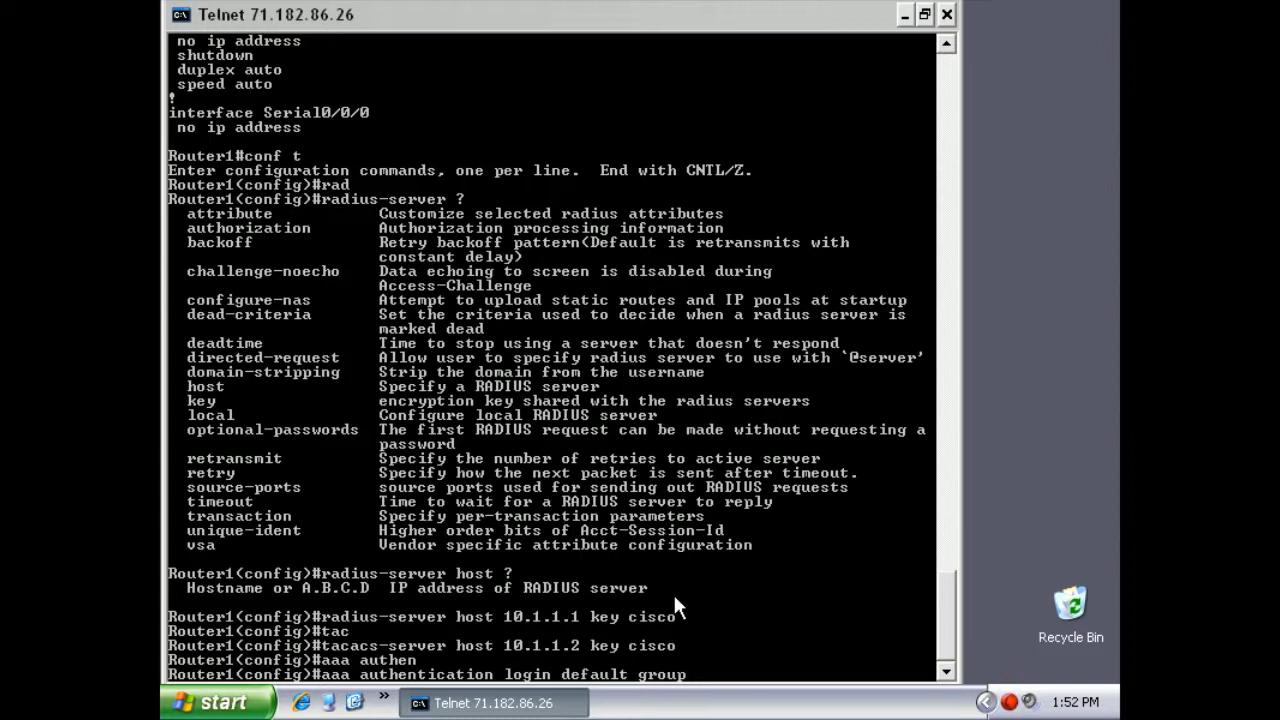 Telnet 71.182.86.26
no ip address
shutdown
duplex auto
speed auto
!
interface Serial0/0/0
no ip address
Router1#conf t
Enter configuration commands, one per line.  End with CNTL/Z.
Router1(config)#rad
Router1(config)#radius-server ?
attribute Customize selected radius attributes
authorization Authorization processing information
backoff Retry backoff pattern(Default is retransmits with
constant delay)
challenge-noecho Data echoing to screen is disabled during
Access-Challenge
configure-nas Attempt to upload static routes and IP pools at startup
dead-criteria Set the criteria used to decide when a radius server is
marked dead
deadtime Time to stop using a server that doesn't respond
directed-request Allow user to specify radius server to use with `@server'
domain-stripping Strip the domain from the username
host Specify a RADIUS server
key encryption key shared with the radius servers
local Configure local RADIUS server
optional-passwords The first RADIUS request can be made without requesting a
password
retransmit Specify the number of retries to active server
retry Specify how the next packet is sent after timeout.
source-ports source ports used for sending out RADIUS requests
timeout Time to wait for a RADIUS server to reply
transaction Specify per-transaction parameters
unique-ident Higher order bits of Acct-Session-Id
vsa Vendor specific attribute configuration
Router1(config)#radius-server host ?
Hostname or A.B.C.D  IP address of RADIUS server
Router1(config)#radius-server host 10.1.1.1 key cisco
Router1(config)#tac
Router1(config)#tacacs-server host 10.1.1.2 key cisco
Router1(config)#aaa authen
Router1(config)#aaa authentication login default group
Recycle Bin
start
Telnet 71.182.86.26
1:52 PM